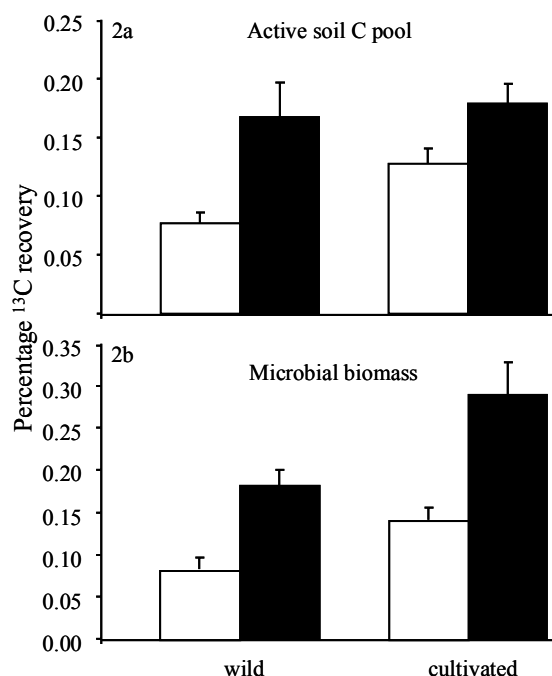 0.25
2a
Active soil C pool
0.20
0.15
0.10
0.05
Percentage ¹³C recovery
0.35
2b
Microbial biomass
0.30
0.25
0.20
0.15
0.10
0.05
0.00
wild
cultivated